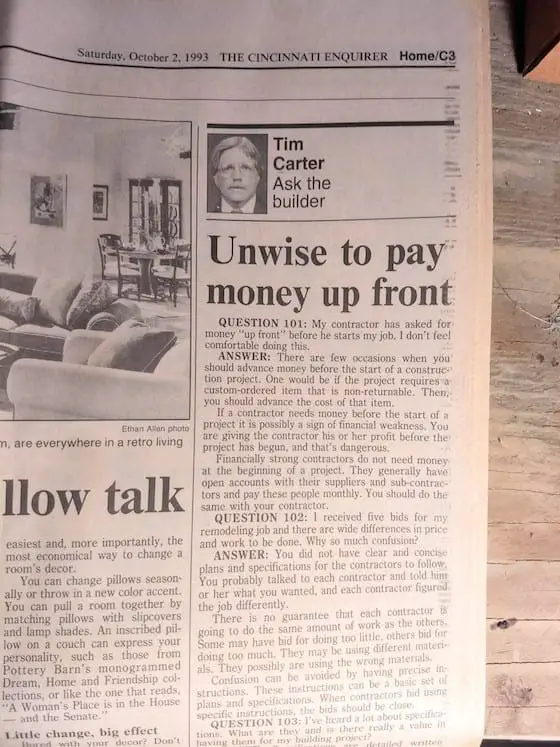 Saturday, October 2, 1993 THE CINCINNATI ENQUIRER Home/C3
Ethan Allen photo
m, are everywhere in a retro living
llow talk
easiest and, more importantly, the
most economical way to change a
room's decor.
You can change pillows season-
ally or throw in a new color accent.
You can pull a room together by
matching pillows with slipcovers
and lamp shades. An inscribed pil-
low on a couch can express your
personality, such as those from
Pottery Barn's monogrammed
Dream, Home and Friendship col-
lections, or like the one that reads,
"A Woman's Place is in the House
— and the Senate."
Little change, big effect
Bored with your decor? Don't
Tim
Carter
Ask the
builder
Unwise to pay
money up front
QUESTION 101: My contractor has asked for
money "up front" before he starts my job. I don't feel
comfortable doing this.
ANSWER: There are few occasions when you
should advance money before the start of a construc-
tion project. One would be if the project requires a
custom-ordered item that is non-returnable. Then,
you should advance the cost of that item.
If a contractor needs money before the start of a
project it is possibly a sign of financial weakness. You
are giving the contractor his or her profit before the
project has begun, and that's dangerous.
Financially strong contractors do not need money
at the beginning of a project. They generally have
open accounts with their suppliers and sub-contrac-
tors and pay these people monthly. You should do the
same with your contractor.
QUESTION 102: I received five bids for my
remodeling job and there are wide differences in price
and work to be done. Why so much confusion?
ANSWER: You did not have clear and concise
plans and specifications for the contractors to follow.
You probably talked to each contractor and told him
or her what you wanted, and each contractor figured
the job differently.
There is no guarantee that each contractor is
going to do the same amount of work as the others.
Some may have bid for doing too little, others bid for
doing too much. They may be using different materi-
als. They possibly are using the wrong materials.
Confusion can be avoided by having precise in-
structions. These instructions can be a basic set of
plans and specifications. When contractors bid using
specific instructions, the bids should be close.
QUESTION 103: I've heard a lot about specifica-
tions. What are they and is there really a value in
having them for my building project?
detailed written